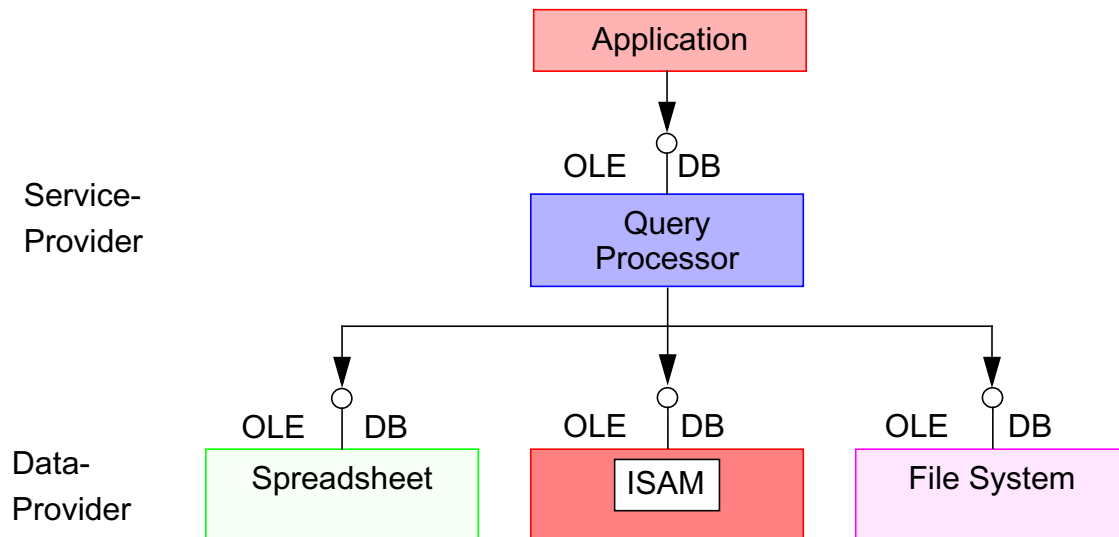 Application
OLE DB
Service-
Provider
Query
Processor
OLE DB
OLE DB
OLE DB
Data-
Provider
Spreadsheet
ISAM
File System